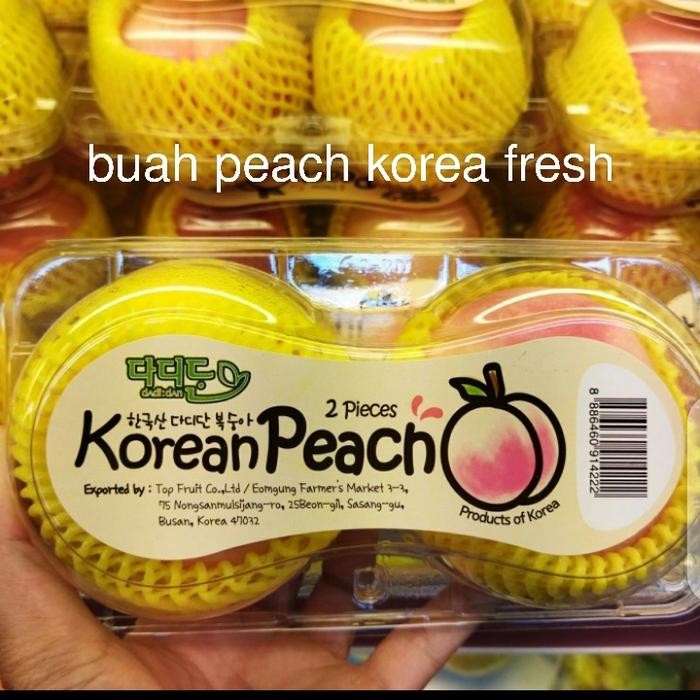 buah peach korea fresh
다디단
DADI:DAN
한국산 다디단 복숭아
2 Pieces
Korean Peach
Exported by : Top Fruit Co.,Ltd / Eomgung Farmer's Market 3-3,
75 Nongsanmulsijang-ro, 25Beon-gil, Sasang-gu,
Busan, Korea 47032
Products of Korea
8 886460 914222